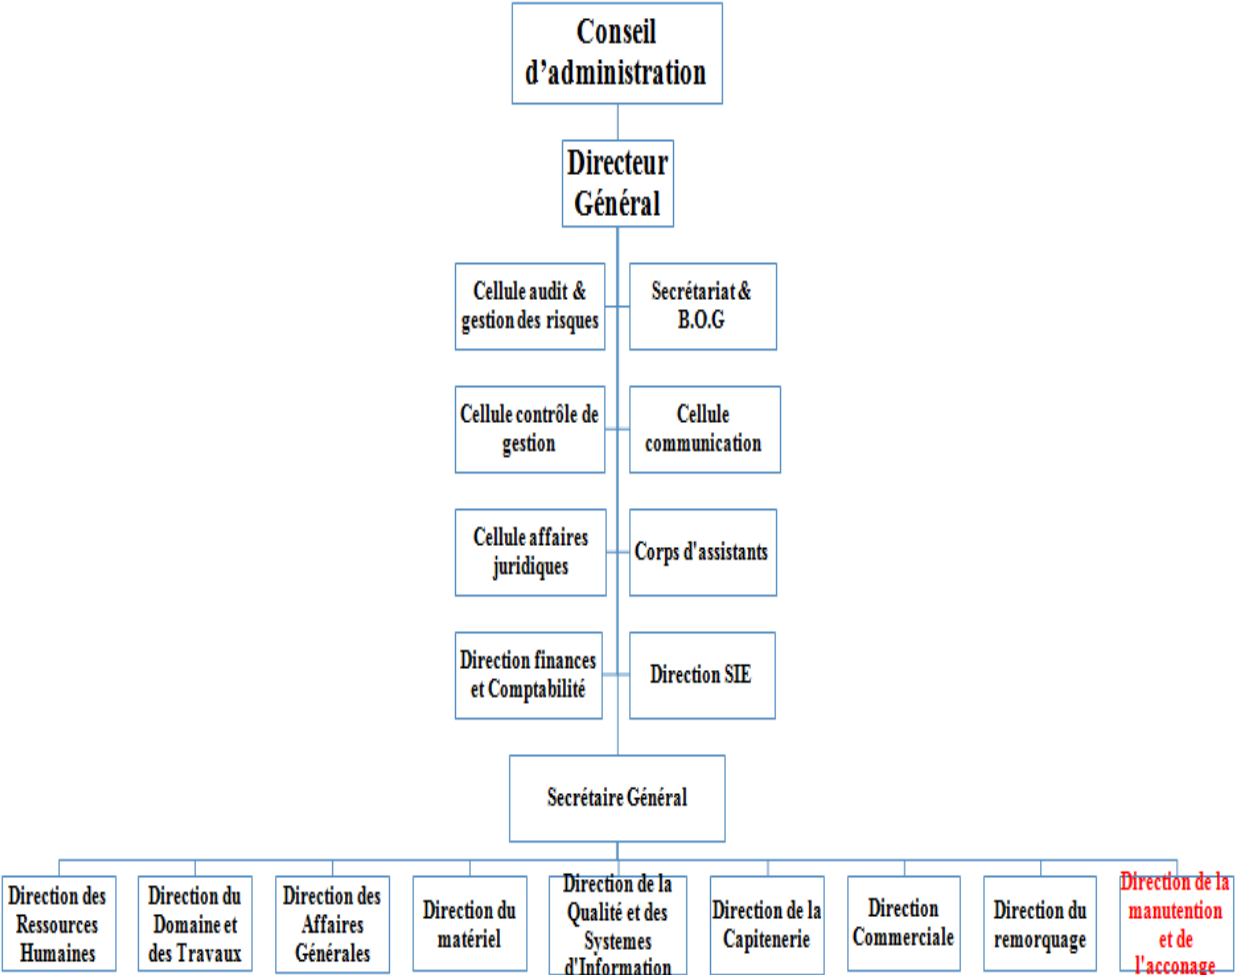 Conseil
d’administration
Directeur
Général
Cellule audit &
gestion des risques
Secrétariat &
B.O.G
Cellule contrôle de
gestion
Cellule
communication
Cellule affaires
juridiques
Corps d'assistants
Direction finances
et Comptabilité
Direction SIE
Secrétaire Général
Direction des
Ressources
Humaines
Direction du
Domaine et
des Travaux
Direction des
Affaires
Générales
Direction du
matériel
Direction de la
Qualité et des
Systemes
d'Information
Direction de la
Capitenerie
Direction
Commerciale
Direction du
remorquage
Direction de la
manutention
et de
l'acconage